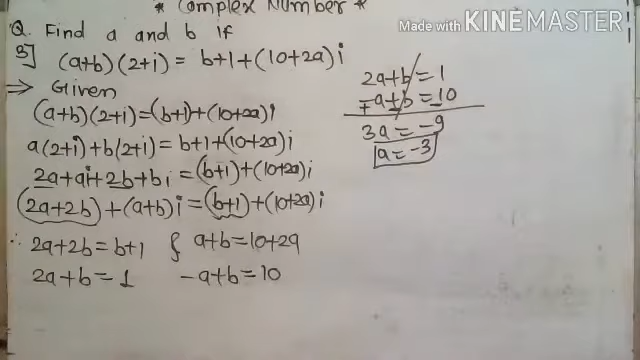 * Complex Number *
Made with KINEMASTER
Q. Find a and b if
3] (a+b)(2+i) = b+1+(10+2a)i
⇒ Given
(a+b)(2+i)=(b+1)+(10+2a)i
a(2+i)+b(2+i)=b+1+(10+2a)i
2a+ai+2b+bi=(b+1)+(10+2a)i
(2a+2b)+(a+b)i=(b+1)+(10+2a)i
∴ 2a+2b=b+1 { a+b=10+2a
2a+b=1 -a+b=10
2a+b=1
-a+b=10
3a=-9
a=-3